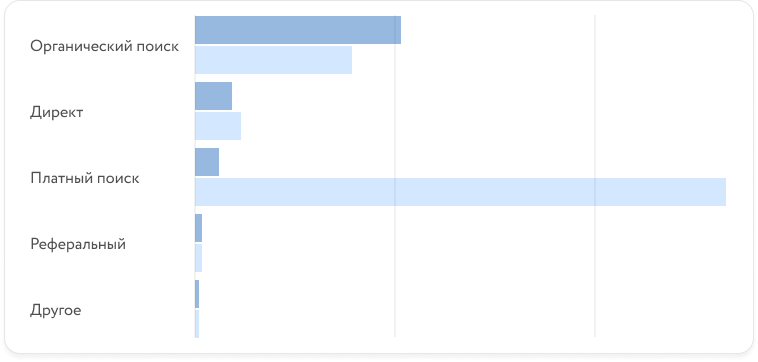 Органический поиск
Директ
Платный поиск
Реферальный
Другое